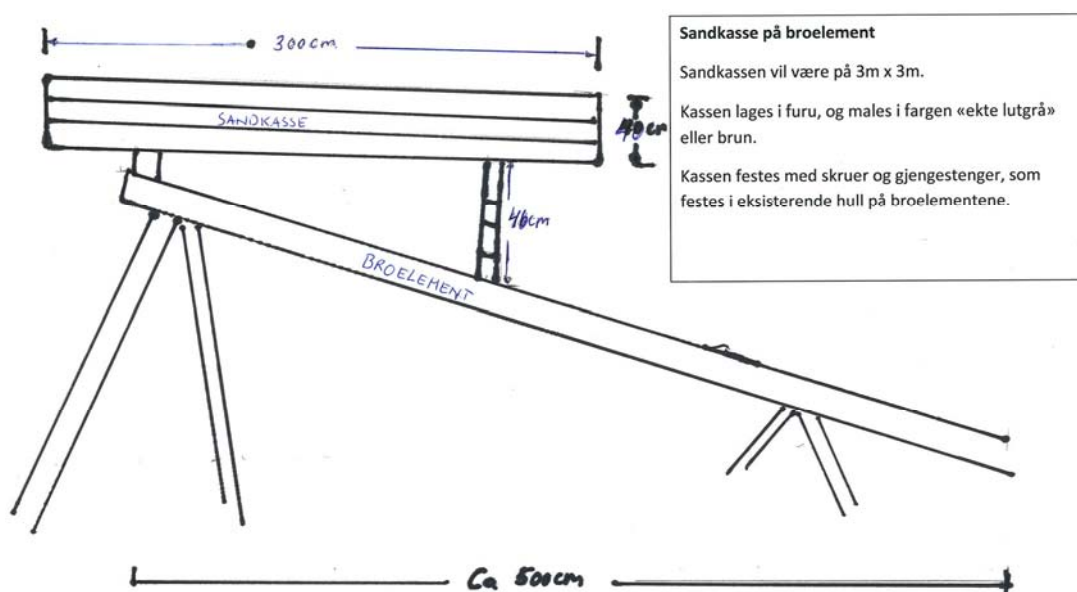 300cm
Sandkasse på broelement
Sandkassen vil være på 3m x 3m.
Kassen lages i furu, og males i fargen «ekte lutgrå»
eller brun.
Kassen festes med skruer og gjengestenger, som
festes i eksisterende hull på broelementene.
SANDKASSE
40cm
46cm
BROELEMENT
Ca 500cm